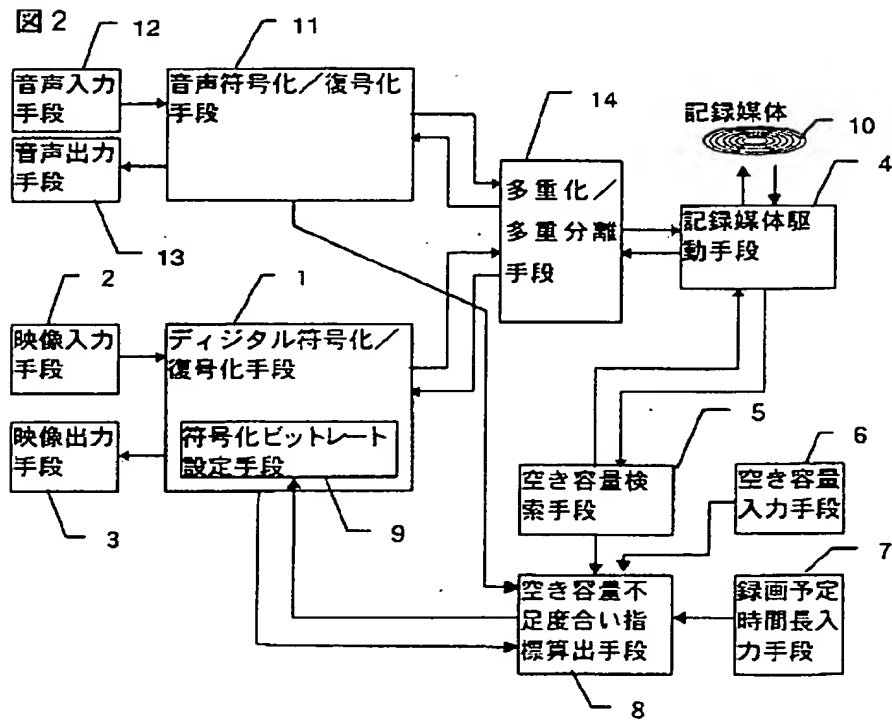 図2
12
11
音声入力
手段
音声符号化／復号化
手段
14
記録媒体
10
音声出力
手段
多重化／
多重分離
手段
4
記録媒体駆
動手段
13
2
1
映像入力
手段
ディジタル符号化／
復号化手段
映像出力
手段
符号化ビットレート
設定手段
5
6
空き容量検
索手段
空き容量
入力手段
3
9
7
空き容量不
足度合い指
標算出手段
録画予定
時間長入
力手段
8